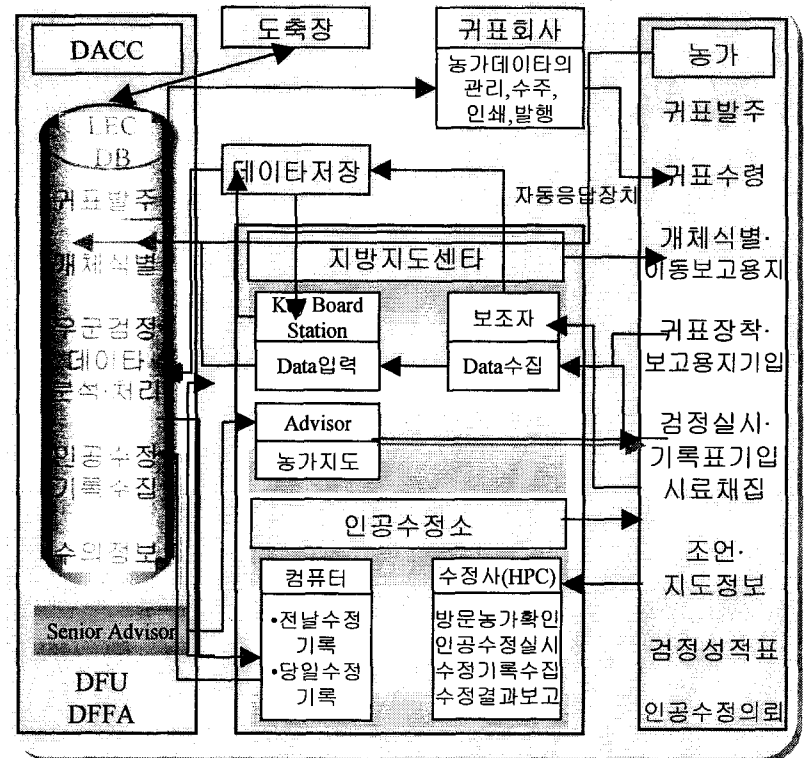 DACC
LEC
DB
귀표발주
개체식별
우군검정
데이타
분석·처리
인공수정
기록수집
수의정보
Senior Advisor
DFU
DFFA
도축장
귀표회사
농가데이타의
관리,수주,
인쇄,발행
데이타저장
자동응답장치
지방지도센타
Key Board
Station
Data입력
보조자
Data수집
Advisor
농가지도
인공수정소
컴퓨터
•전날수정
기록
•당일수정
기록
수정사(HPC)
방문농가확인
인공수정실시
수정기록수집
수정결과보고
농가
귀표발주
귀표수령
개체식별·
이동보고용지
귀표장착·
보고용지기입
검정실시·
기록표기입
시료채집
조언·
지도정보
검정성적표
인공수정의뢰